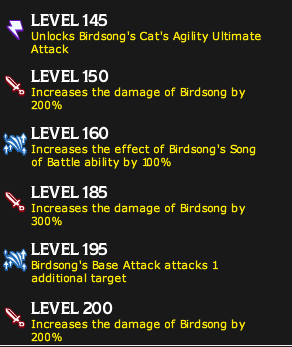 LEVEL 145
Unlocks Birdsong's Cat's Agility Ultimate
Attack
LEVEL 150
Increases the damage of Birdsong by
200%
LEVEL 160
Increases the effect of Birdsong's Song
of Battle ability by 100%
LEVEL 185
Increases the damage of Birdsong by
300%
LEVEL 195
Birdsong's Base Attack attacks 1
additional target
LEVEL 200
Increases the damage of Birdsong by
200%